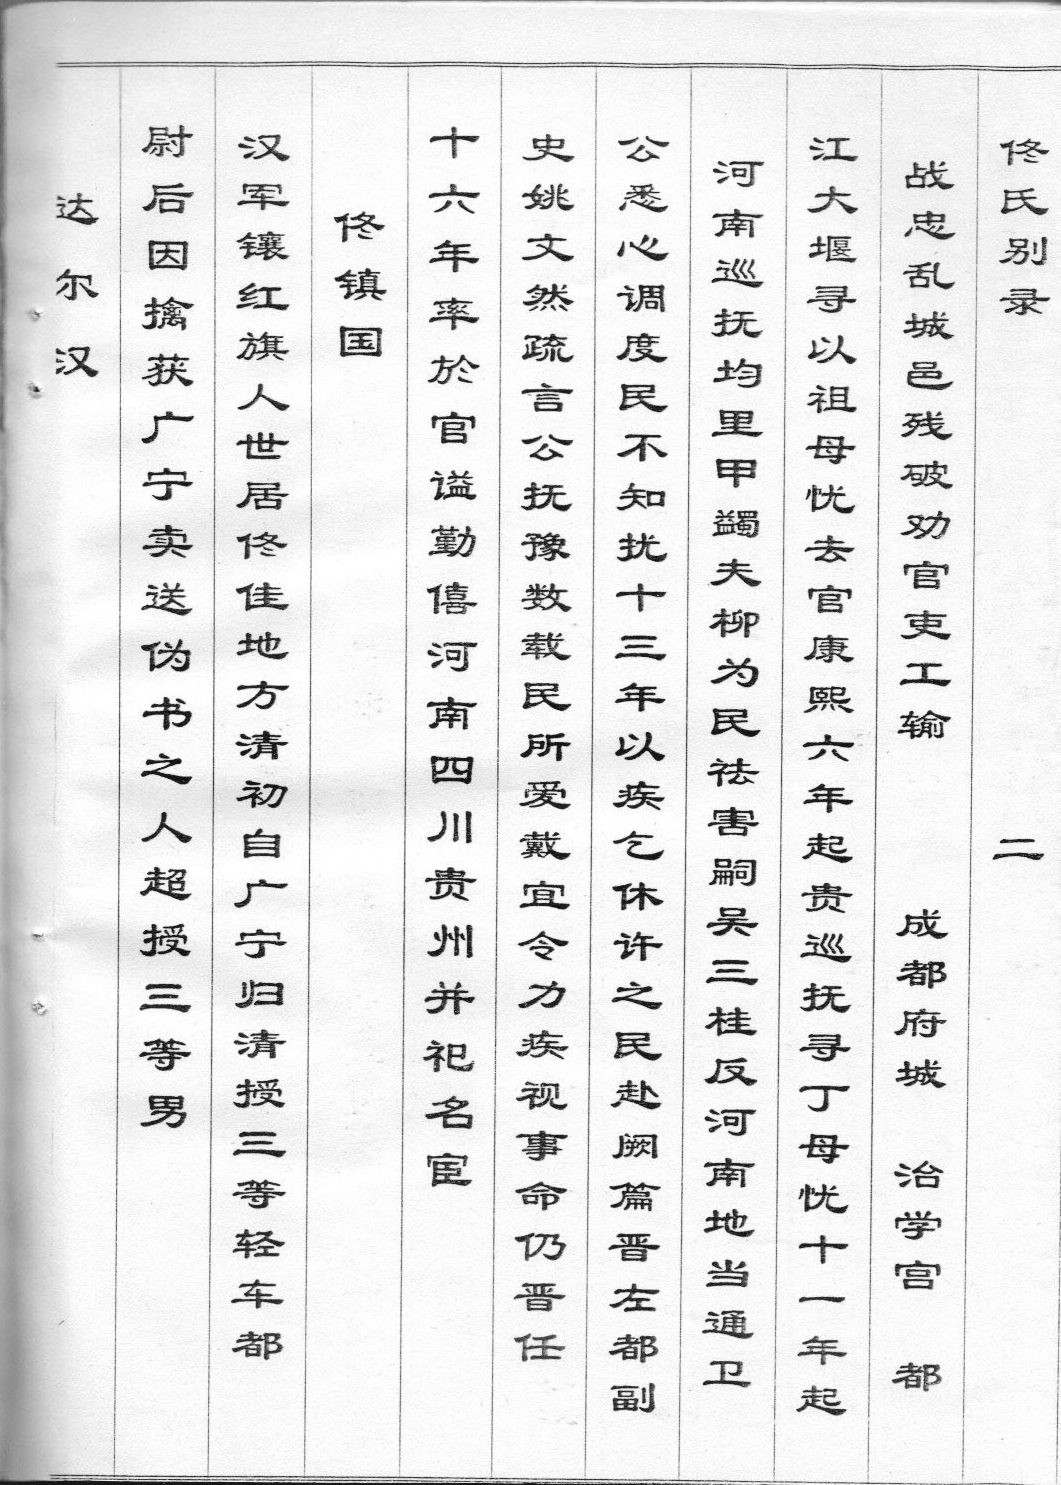 佟氏别录 二
战忠乱城邑残破劝官吏工输 成都府城 治学宫 都
江大堰寻以祖母忧去官康熙六年起贵巡抚寻丁母忧十一年起
河南巡抚均里甲蠲夫柳为民祛害嗣吴三桂反河南地当通卫
公悉心调度民不知扰十三年以疾乞休许之民赴阙篇晋左都副
史姚文然疏言公抚豫数载民所爱戴宜令力疾视事命仍晋任
十六年率於官谥勤僖河南四川贵州并祀名宦
佟镇国
汉军镶红旗人世居佟佳地方清初自广宁归清授三等轻车都
尉后因擒获广宁卖送伪书之人超授三等男
达尔汉